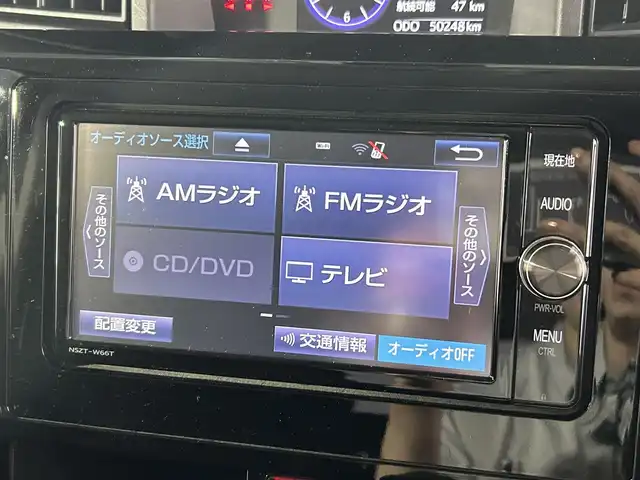 航続可能 47 km
6
ODO 50248 km
オーディオソース選択
Wi-Fi
現在地
AMラジオ
FMラジオ
AUDIO
その他のソース
その他のソース
CD/DVD
テレビ
PWR-VOL
配置変更
交通情報
オーディオOFF
MENU
CTRL
NSZT-W66T